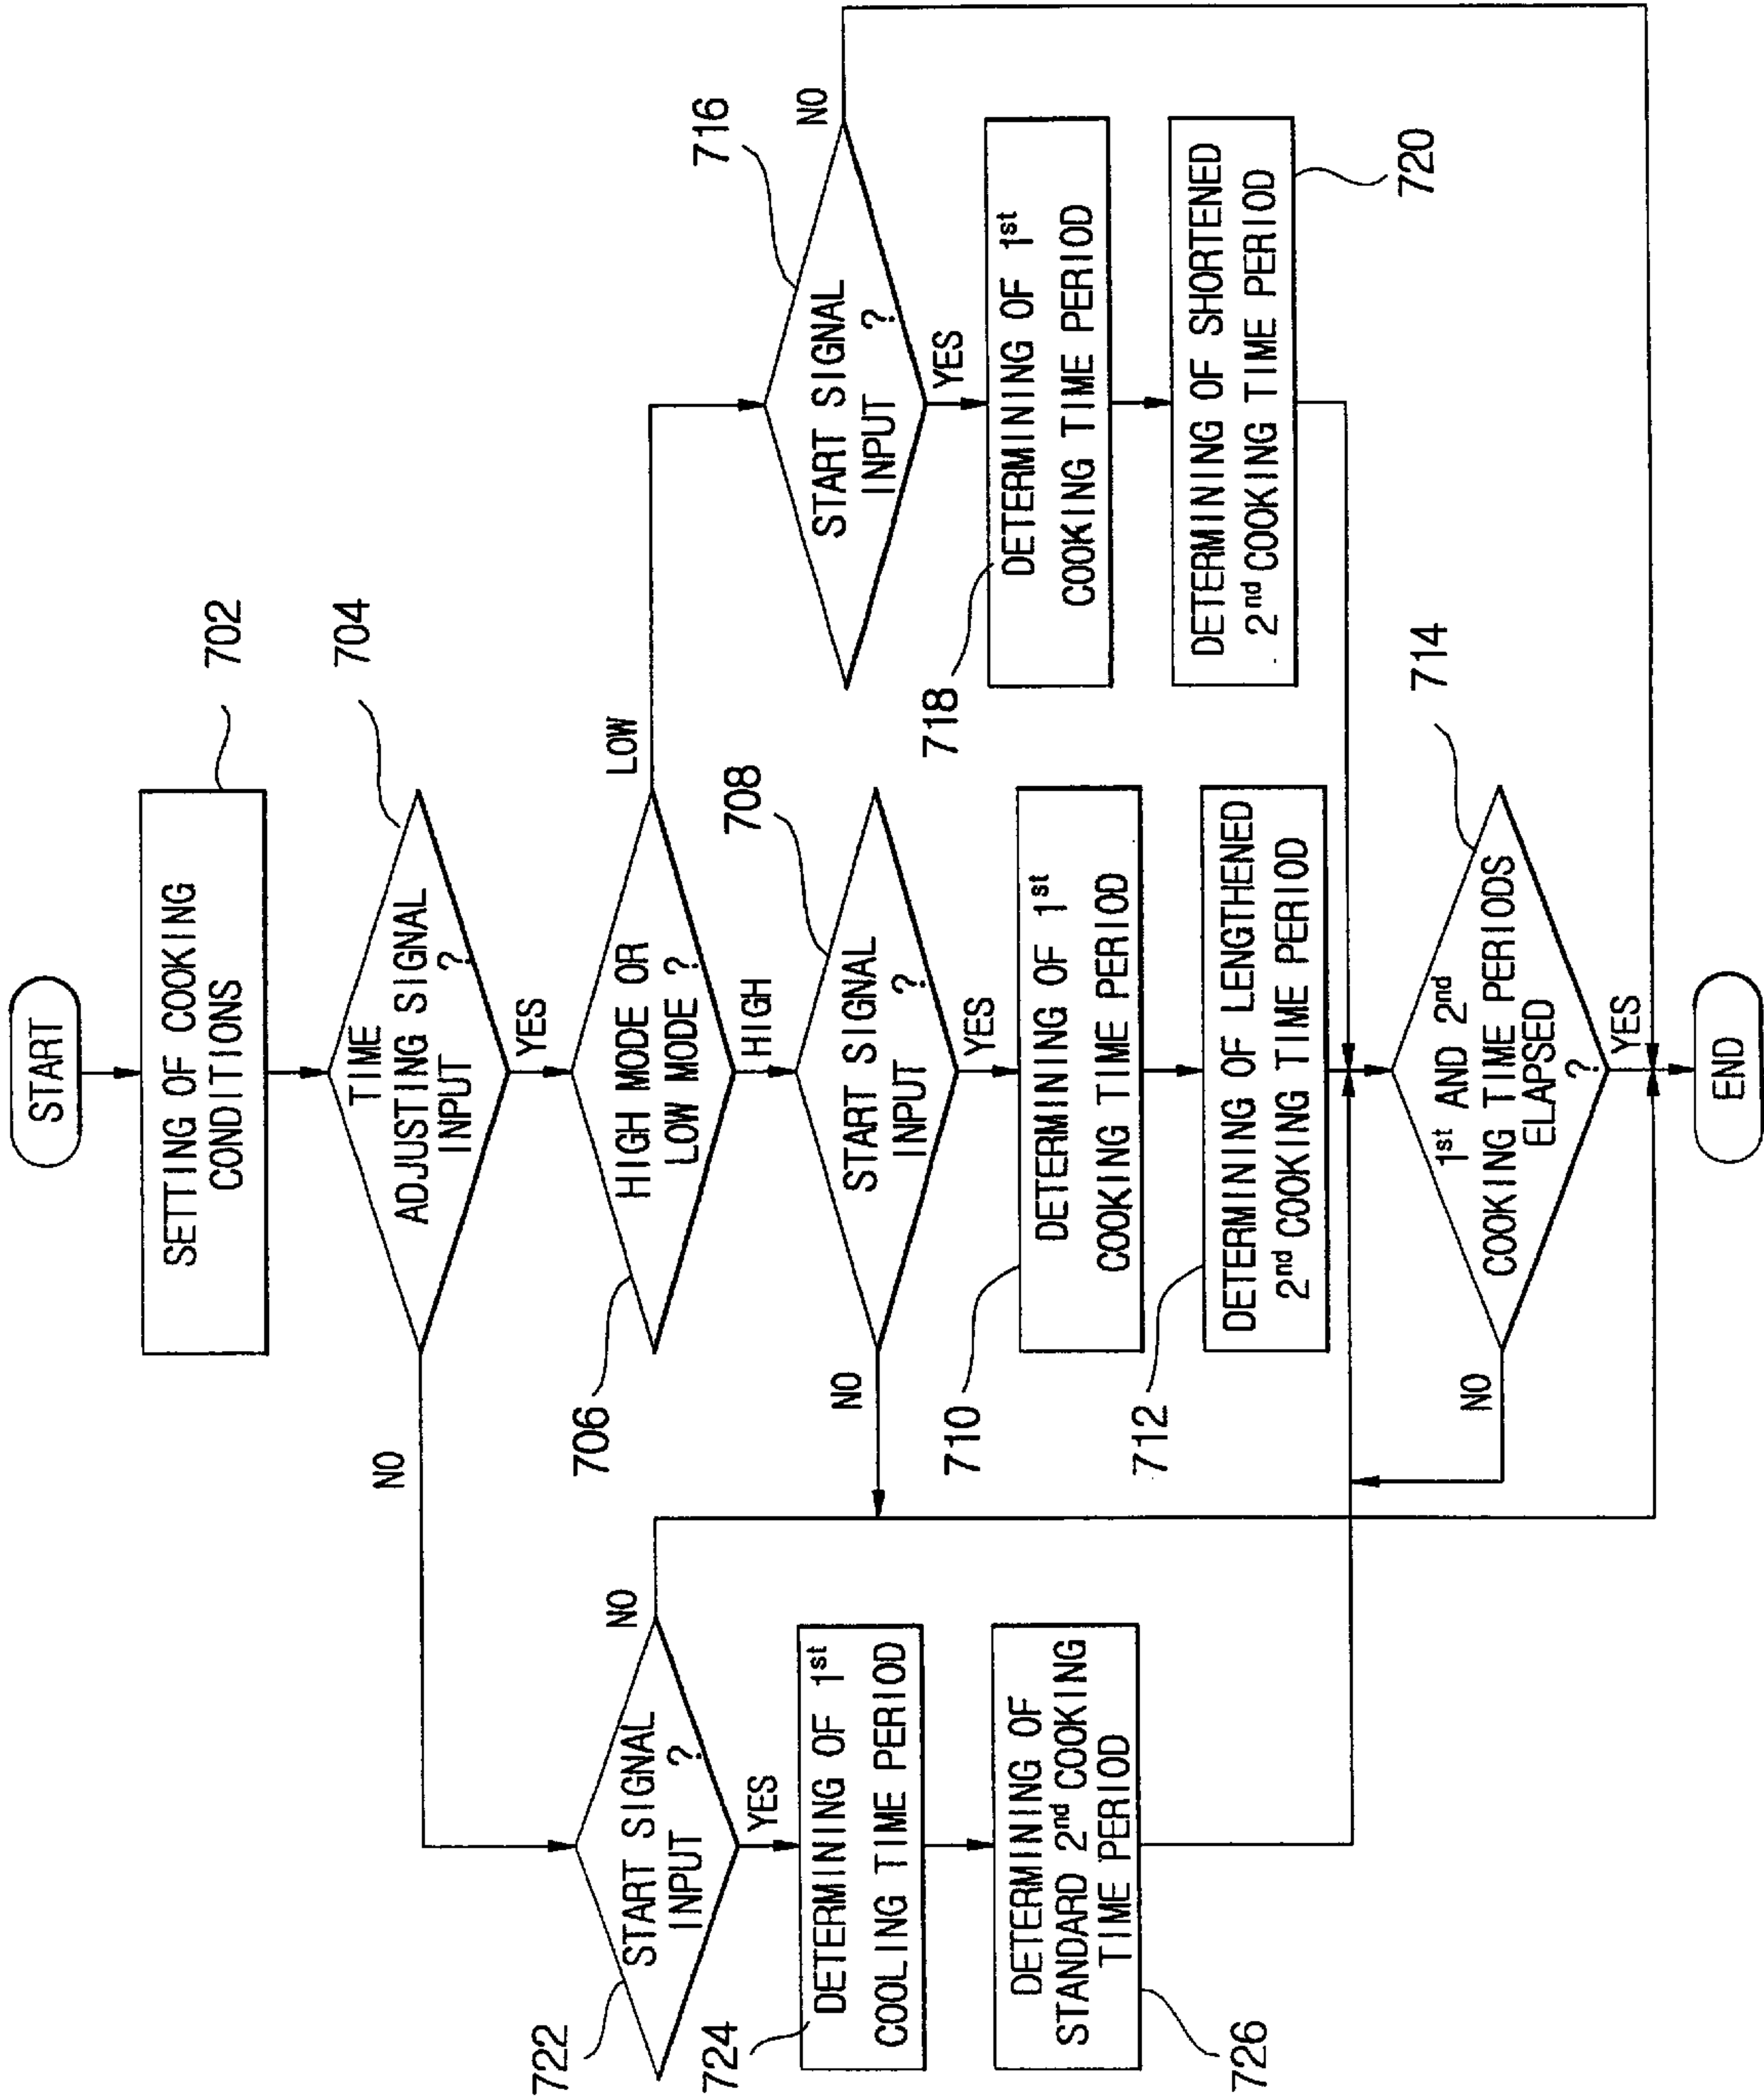 START
SETTING OF COOKING
CONDITIONS
702
TIME
ADJUSTING SIGNAL
INPUT ?
704
NO
YES
HIGH MODE OR
LOW MODE ?
706
LOW
HIGH
START SIGNAL
INPUT ?
708
NO
YES
DETERMINING OF 1st
COOKING TIME PERIOD
710
DETERMINING OF LENGTHENED
2nd COOKING TIME PERIOD
712
1st AND 2nd
COOKING TIME PERIODS
ELAPSED
?
714
NO
YES
END
START SIGNAL
INPUT ?
716
NO
YES
DETERMINING OF 1st
COOKING TIME PERIOD
718
DETERMINING OF SHORTENED
2nd COOKING TIME PERIOD
720
START SIGNAL
INPUT ?
722
NO
YES
DETERMINING OF 1st
COOLING TIME PERIOD
724
DETERMINING OF
STANDARD 2nd COOKING
TIME PERIOD
726